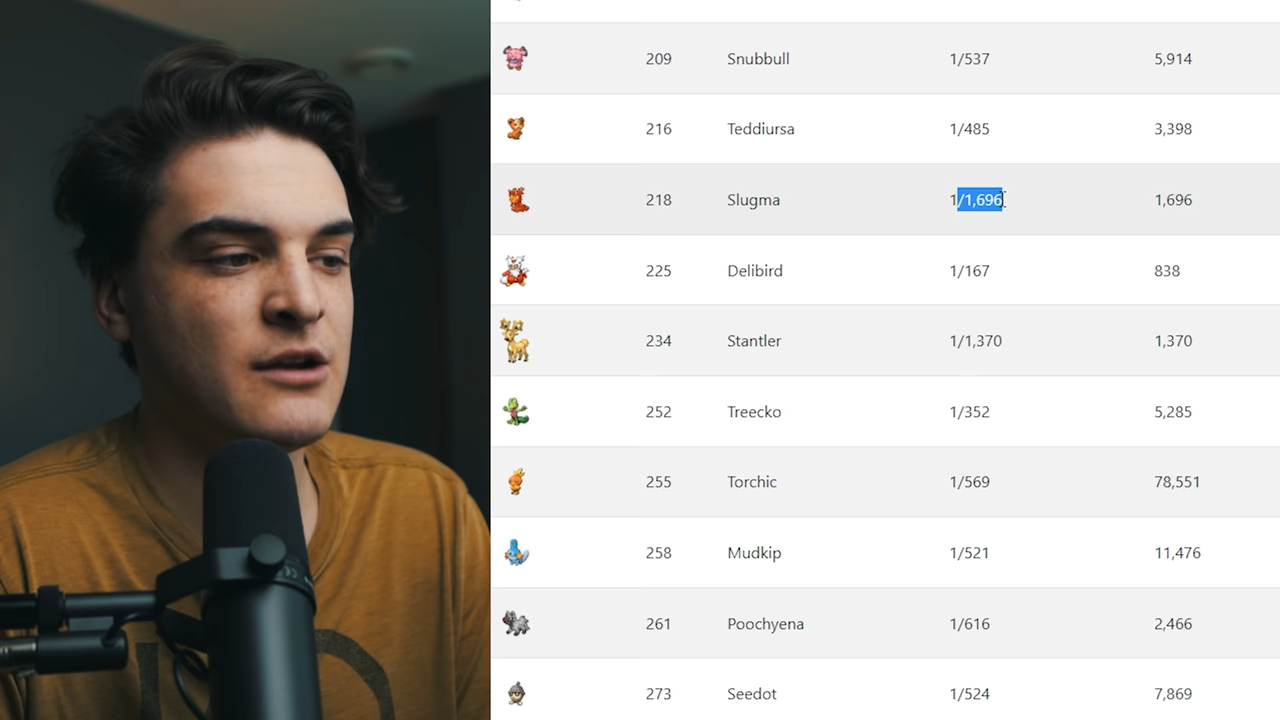 209 Snubbull 1/537 5,914
216 Teddiursa 1/485 3,398
218 Slugma 1/1,696 1,696
225 Delibird 1/167 838
234 Stantler 1/1,370 1,370
252 Treecko 1/352 5,285
255 Torchic 1/569 78,551
258 Mudkip 1/521 11,476
261 Poochyena 1/616 2,466
273 Seedot 1/524 7,869